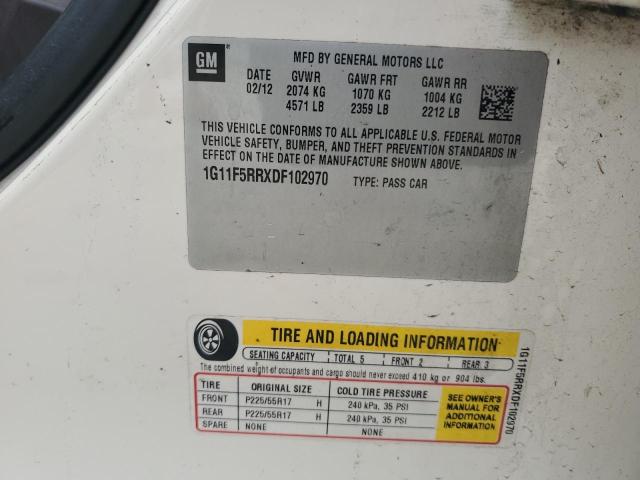 GM
MFD BY GENERAL MOTORS LLC
DATE GVWR GAWR FRT GAWR RR
02/12 2074 KG 1070 KG 1004 KG
4571 LB 2359 LB 2212 LB
THIS VEHICLE CONFORMS TO ALL APPLICABLE U.S. FEDERAL MOTOR
VEHICLE SAFETY, BUMPER, AND THEFT PREVENTION STANDARDS IN
EFFECT ON THE DATE OF MANUFACTURE SHOWN ABOVE.
1G11F5RRXDF102970 TYPE: PASS CAR
TIRE AND LOADING INFORMATION
SEATING CAPACITY TOTAL 5 FRONT 2 REAR 3
The combined weight of occupants and cargo should never exceed 410 kg or 904 lbs.
TIRE ORIGINAL SIZE COLD TIRE PRESSURE
FRONT P225/55R17 H 240 kPa, 35 PSI
REAR P225/55R17 H 240 kPa, 35 PSI
SPARE NONE NONE
SEE OWNER'S
MANUAL FOR
ADDITIONAL
INFORMATION
1G11F5RRXDF102970